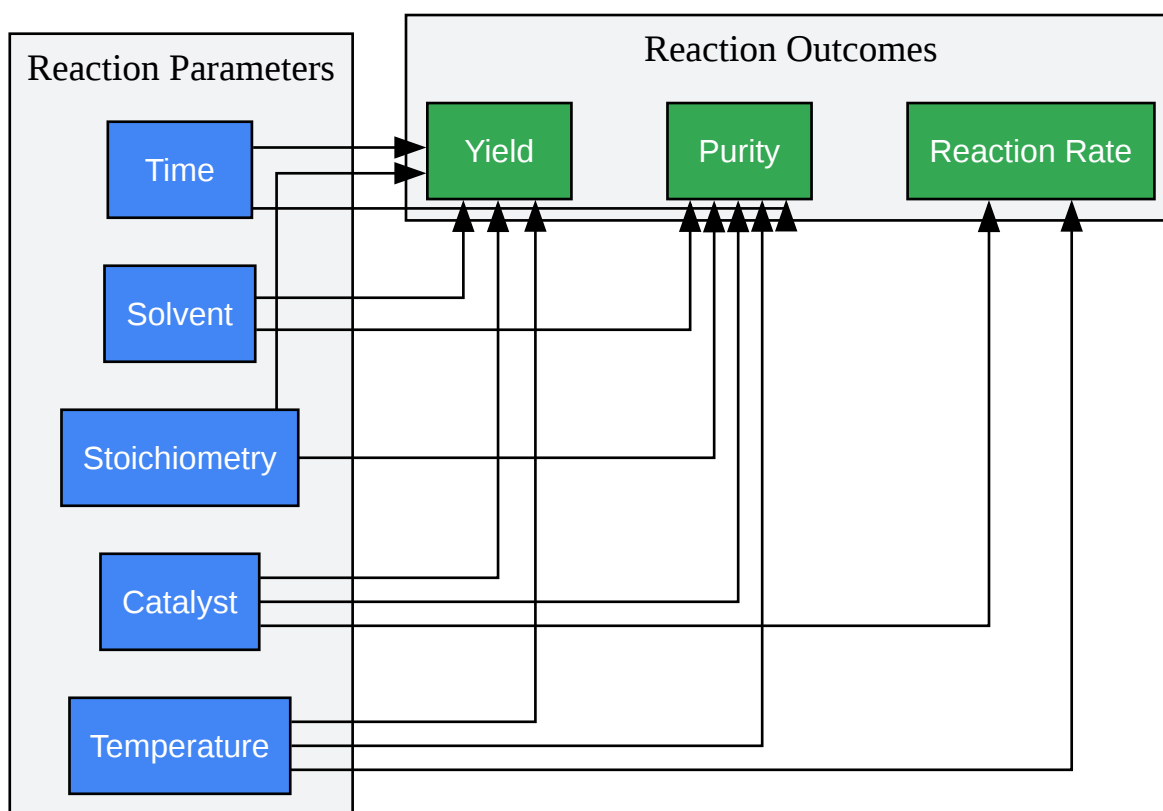 Reaction Parameters
Time
Solvent
Stoichiometry
Catalyst
Temperature
Reaction Outcomes
Yield
Purity
Reaction Rate